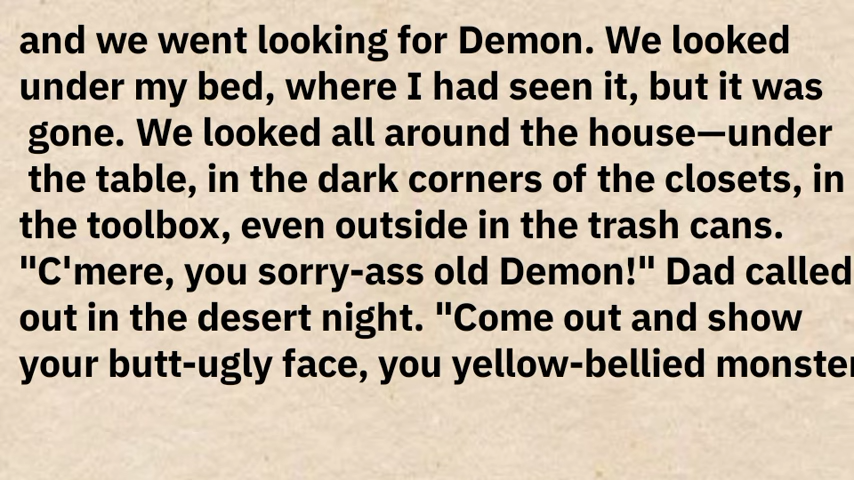 and we went looking for Demon. We looked
under my bed, where I had seen it, but it was
gone. We looked all around the house—under
the table, in the dark corners of the closets, in
the toolbox, even outside in the trash cans.
"C'mere, you sorry-ass old Demon!" Dad called
out in the desert night. "Come out and show
your butt-ugly face, you yellow-bellied monster